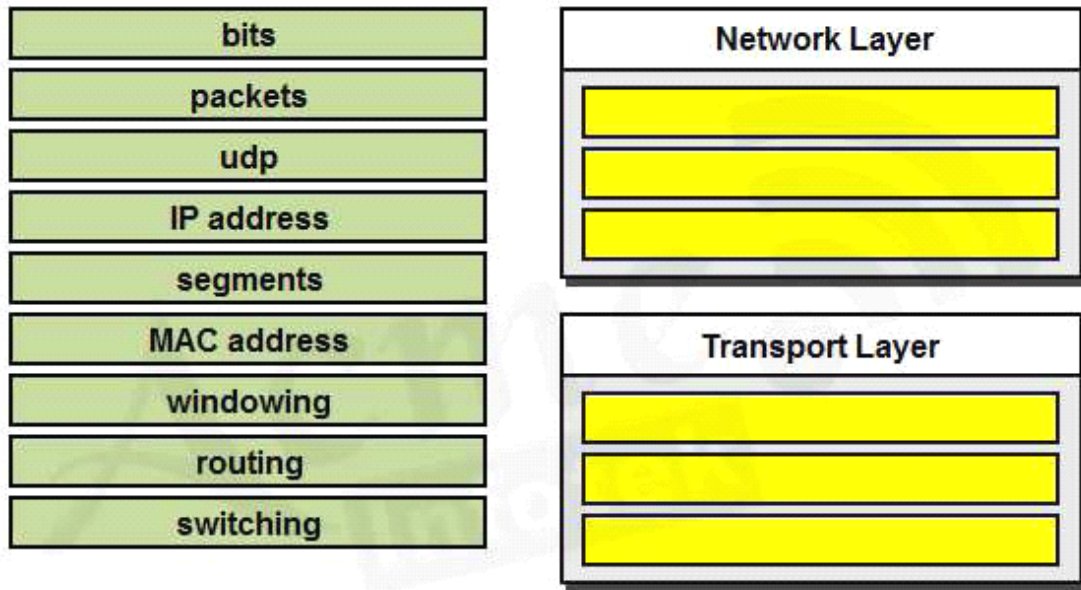 bits
packets
udp
IP address
segments
MAC address
windowing
routing
switching
Network Layer
Transport Layer